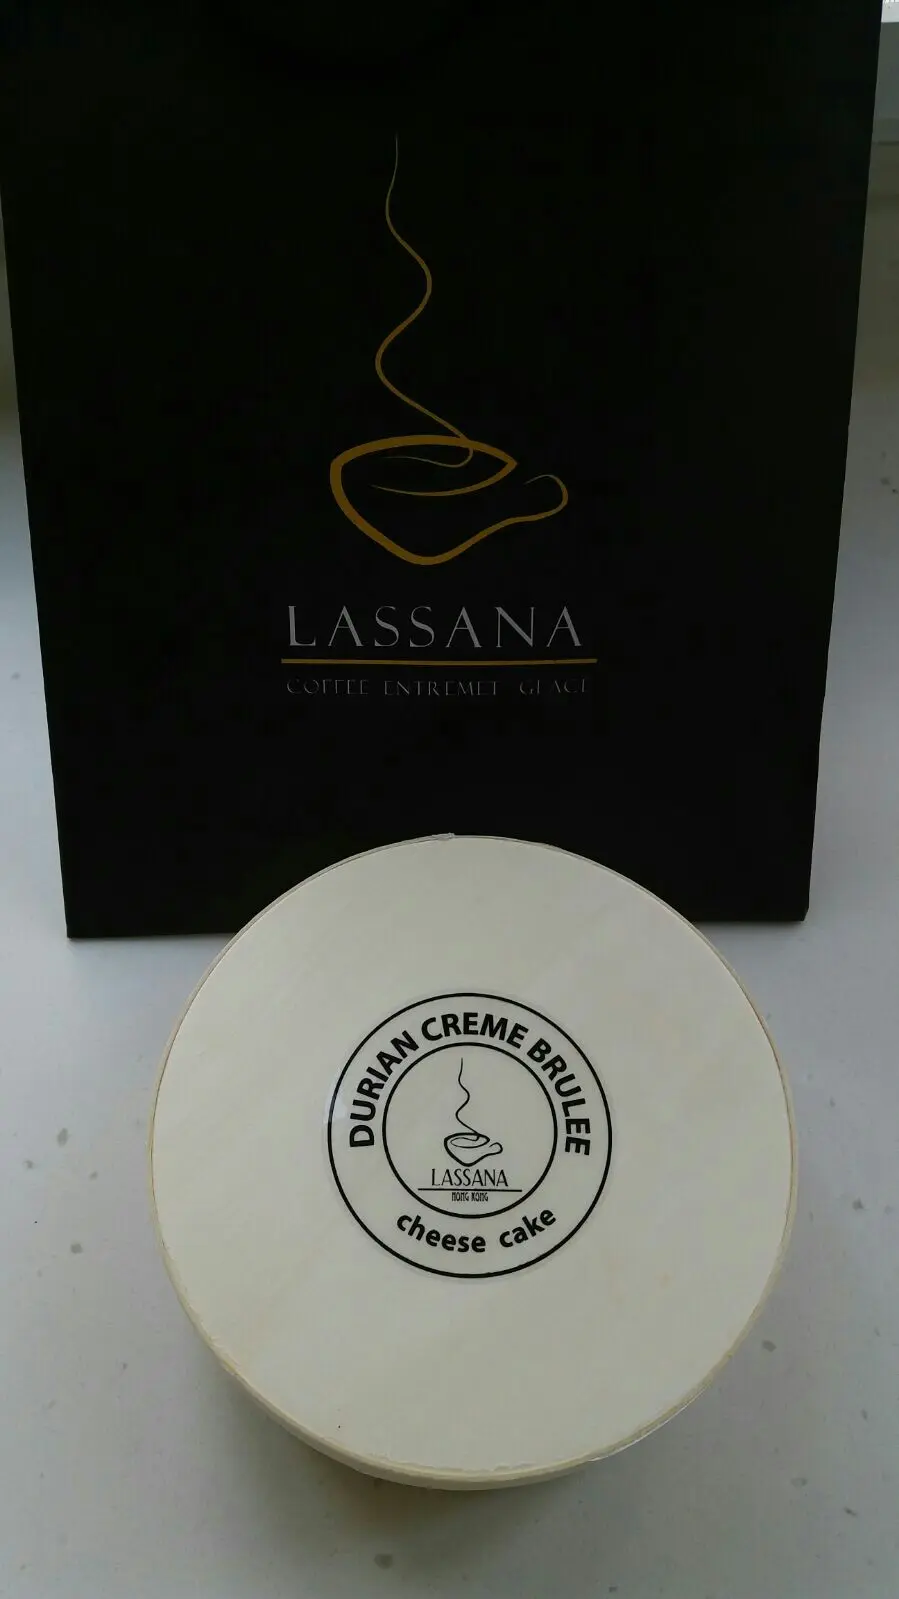 LASSANA
COFFEE ENTREMET GLACE
DURIAN CREME BRULEE
LASSANA
HONG KONG
cheese cake